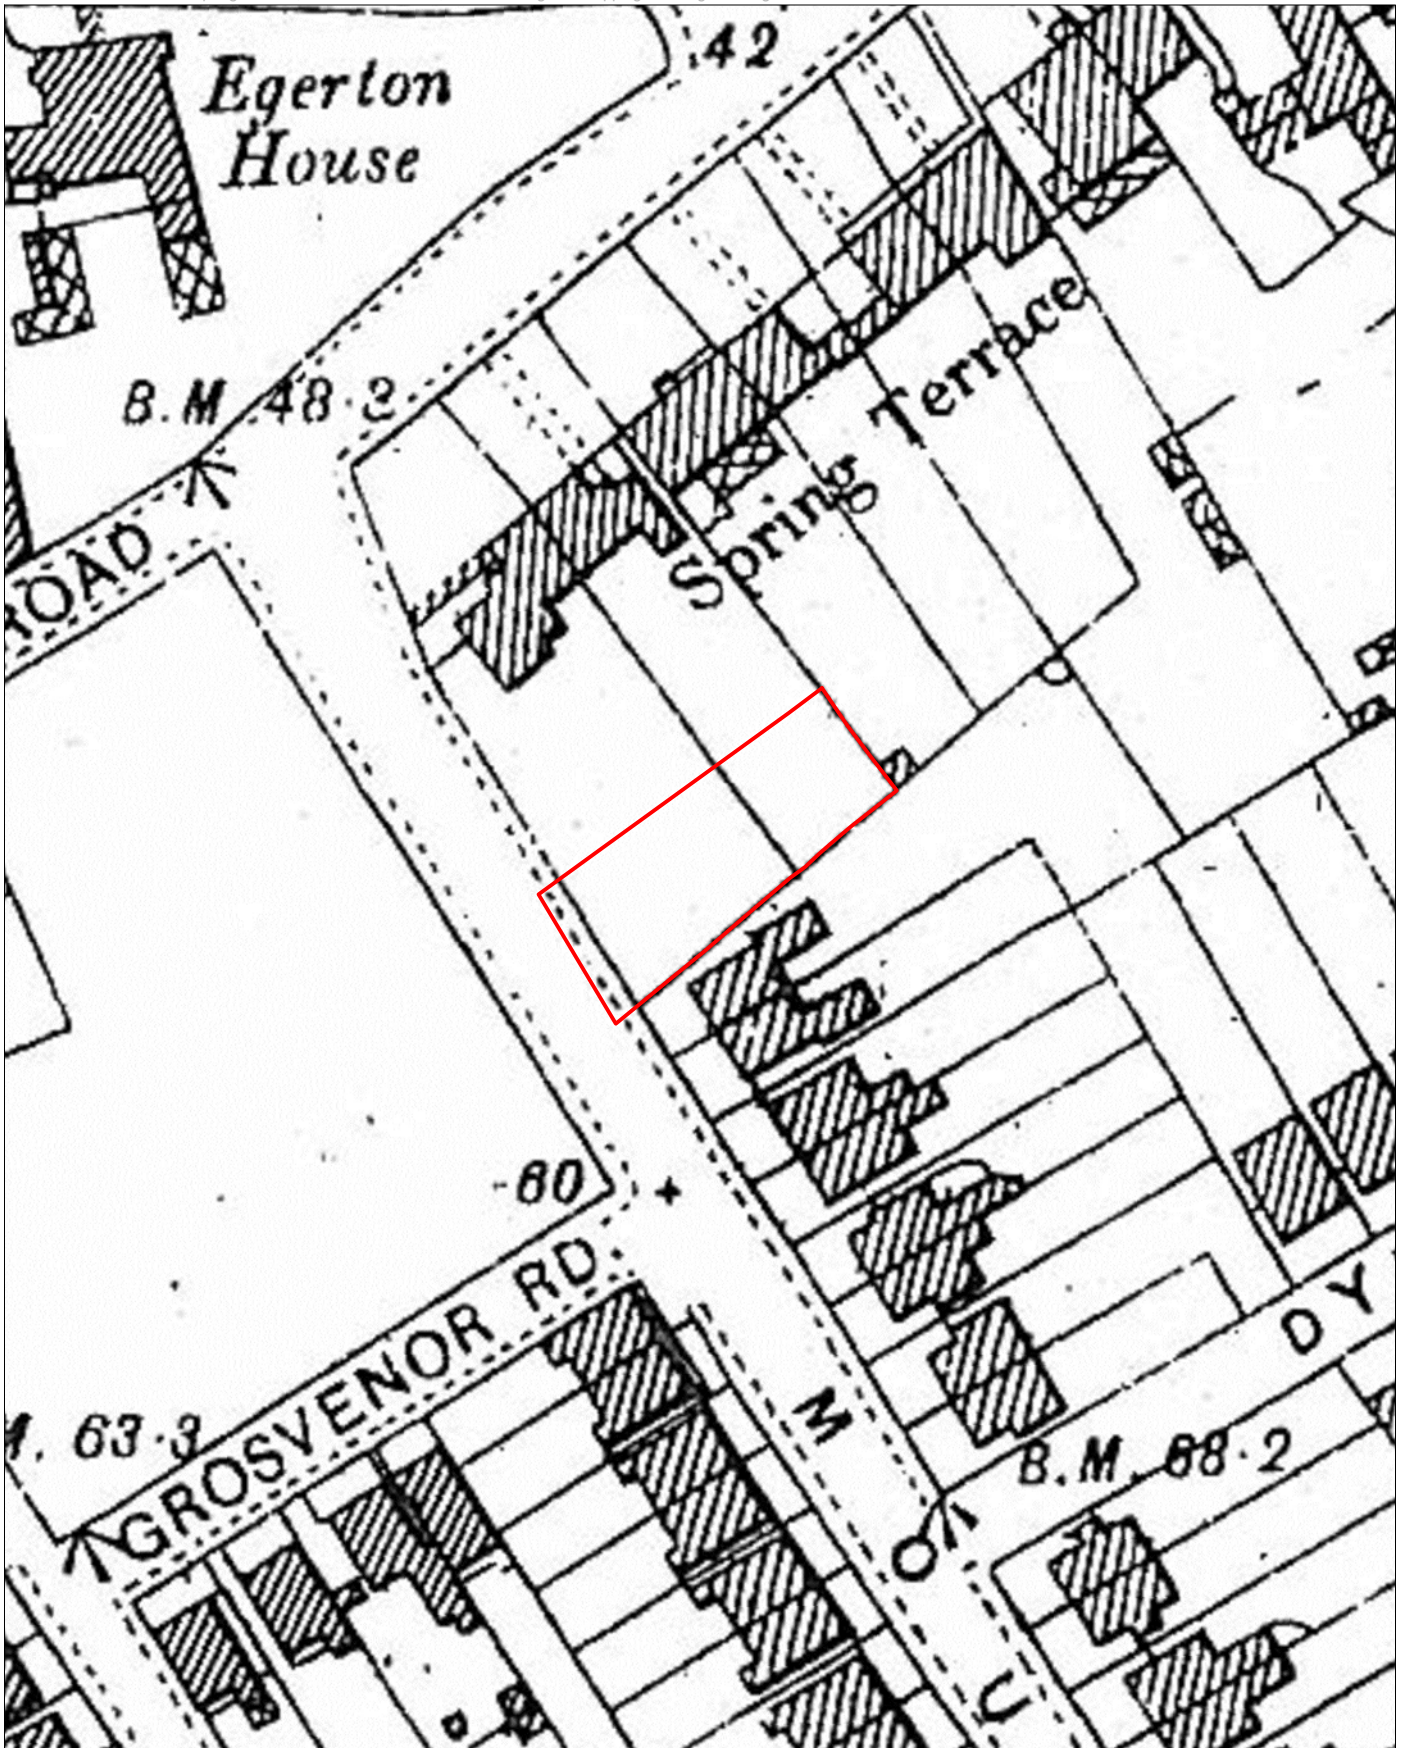 .42
Egerton
House
B.M 48.2
Terrace
Spring
ROAD
60
GROSVENOR RD.
63.3
M
O
U
DY
B.M. 68.2